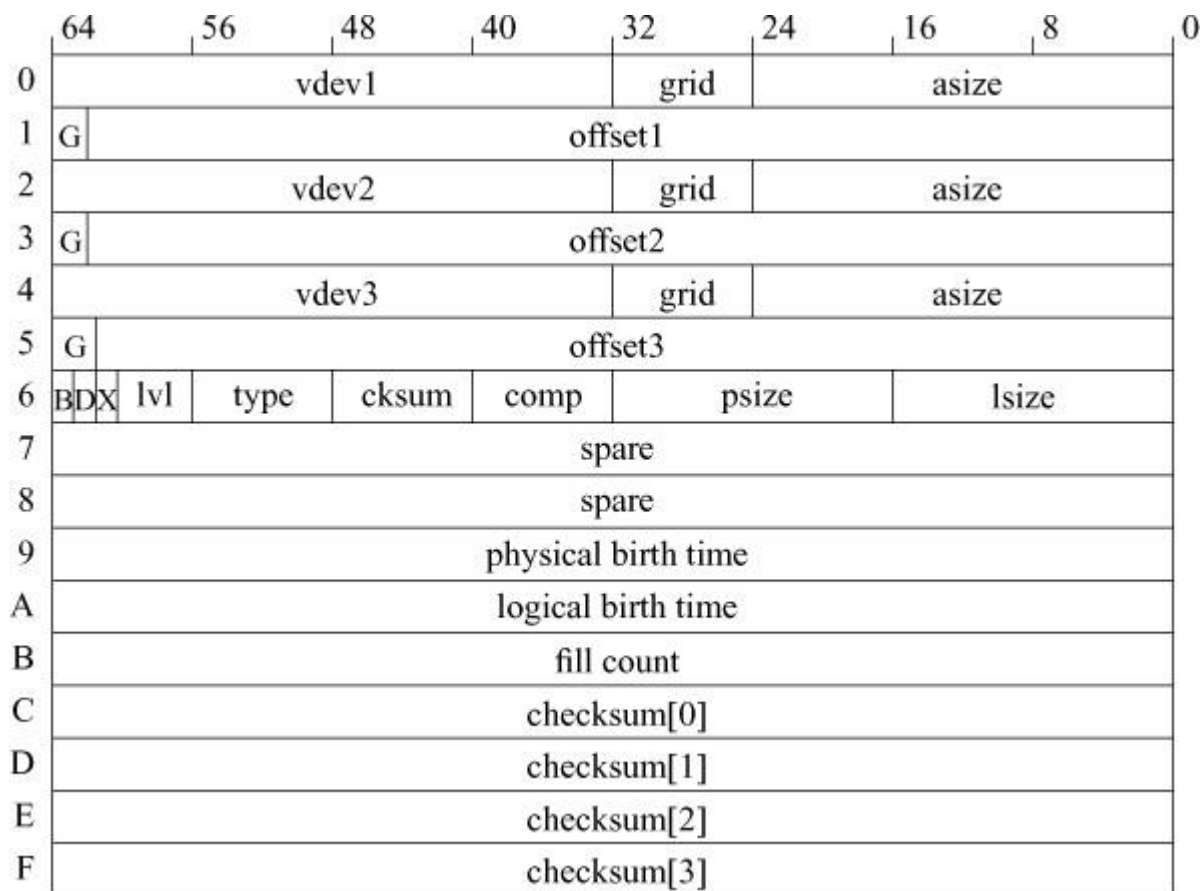 64 56 48 40 32 24 16 8 0
0 vdev1 grid asize
1 G offset1
2 vdev2 grid asize
3 G offset2
4 vdev3 grid asize
5 G offset3
6 B D X lvl type cksum comp psize lsize
7 spare
8 spare
9 physical birth time
A logical birth time
B fill count
C checksum[0]
D checksum[1]
E checksum[2]
F checksum[3]